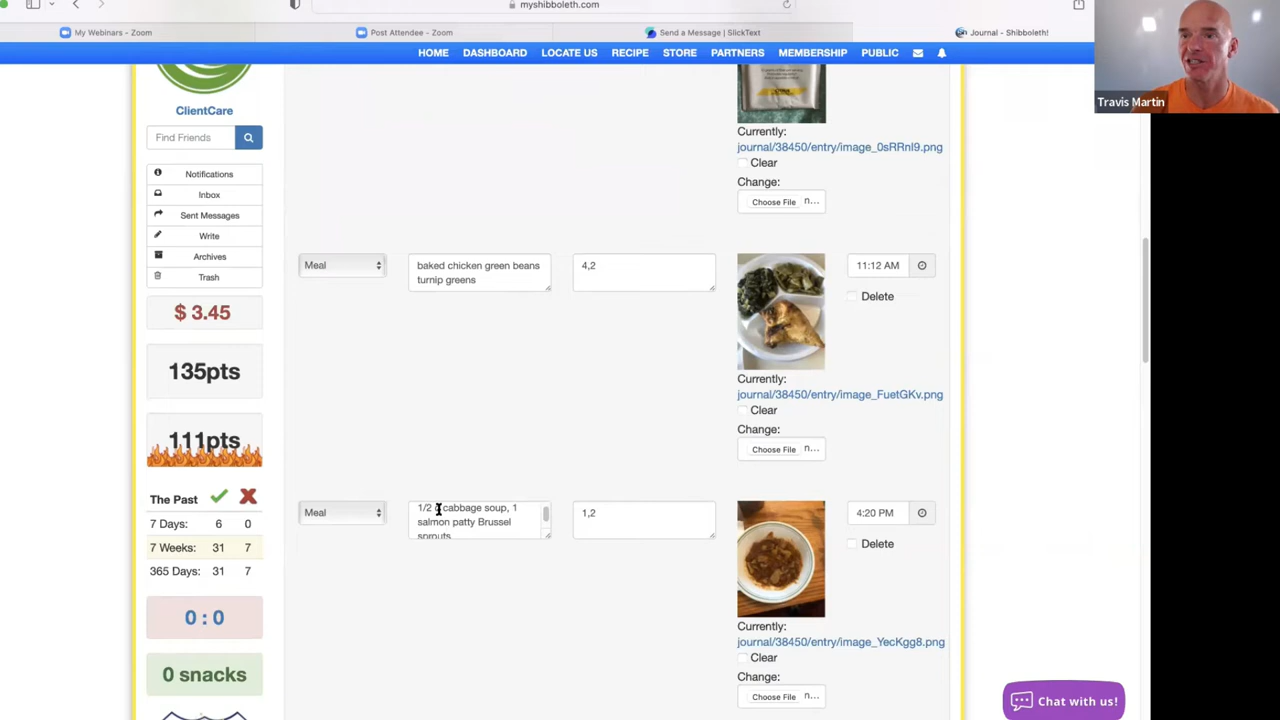 myshibboleth.com
My Webinars - Zoom
Post Attendee - Zoom
Send a Message | SlickText
Journal - Shibboleth!
HOME DASHBOARD LOCATE US RECIPE STORE PARTNERS MEMBERSHIP PUBLIC
Travis Martin
ClientCare
Find Friends
Notifications
Inbox
Sent Messages
Write
Archives
Trash
$ 3.45
135pts
111pts
The Past
7 Days: 6 0
7 Weeks: 31 7
365 Days: 31 7
0 : 0
0 snacks
Currently:
journal/38450/entry/image_0sRRnl9.png
Clear
Change:
Choose File n...
Meal
baked chicken green beans
turnip greens
4,2
11:12 AM
Delete
Currently:
journal/38450/entry/image_FuetGKv.png
Clear
Change:
Choose File n...
Meal
1/2 c cabbage soup, 1
salmon patty Brussel
sprouts
1,2
4:20 PM
Delete
Currently:
journal/38450/entry/image_YecKgg8.png
Clear
Change:
Choose File n...
Chat with us!